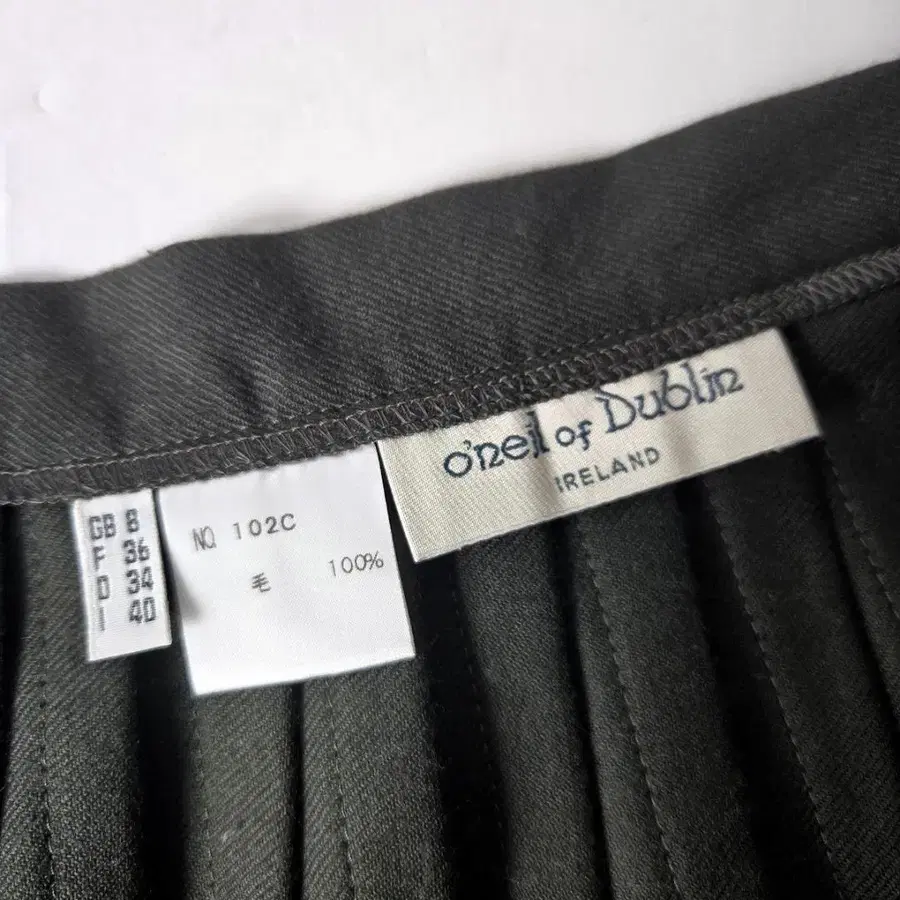 GB 8
F 36
D 34
I 40
NO. 102C
毛 100%
o'neil of Dublin
IRELAND